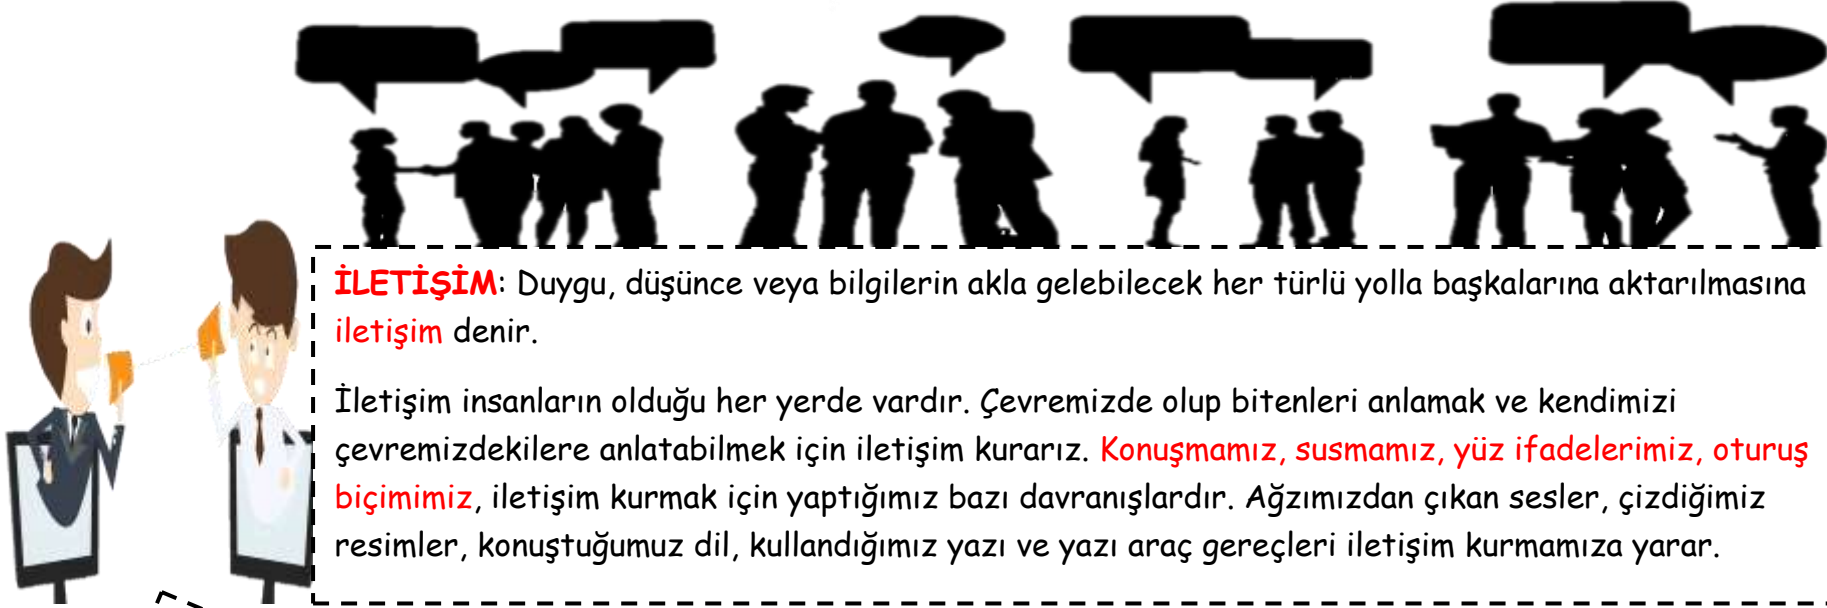 İLETİŞİM: Duygu, düşünce veya bilgilerin akla gelebilecek her türlü yolla başkalarına aktarılmasına
iletişim denir.
İletişim insanların olduğu her yerde vardır. Çevremizde olup bitenleri anlamak ve kendimizi
çevremizdekilere anlatabilmek için iletişim kurarız. Konuşmamız, susmamız, yüz ifadelerimiz, oturuş
biçimimiz, iletişim kurmak için yaptığımız bazı davranışlardır. Ağzımızdan çıkan sesler, çizdiğimiz
resimler, konuştuğumuz dil, kullandığımız yazı ve yazı araç gereçleri iletişim kurmamıza yarar.